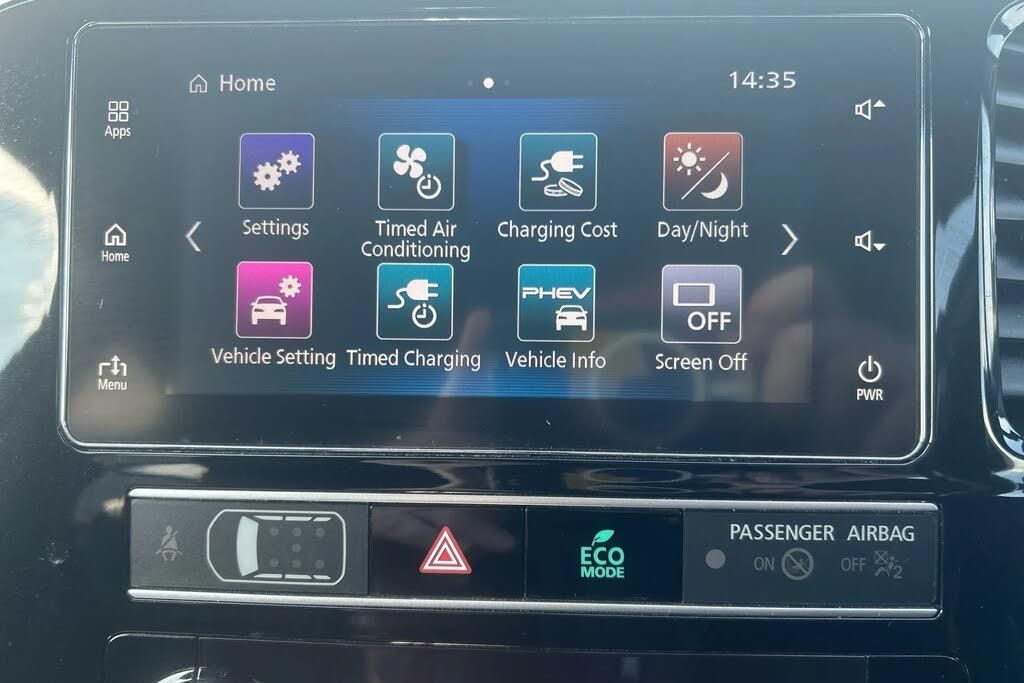 Home
14:35
Apps
Home
Menu
Settings
Timed Air
Conditioning
Charging Cost
Day/Night
Vehicle Setting
Timed Charging
PHEV
Vehicle Info
OFF
Screen Off
PWR
ECO
MODE
PASSENGER AIRBAG
ON
OFF
2